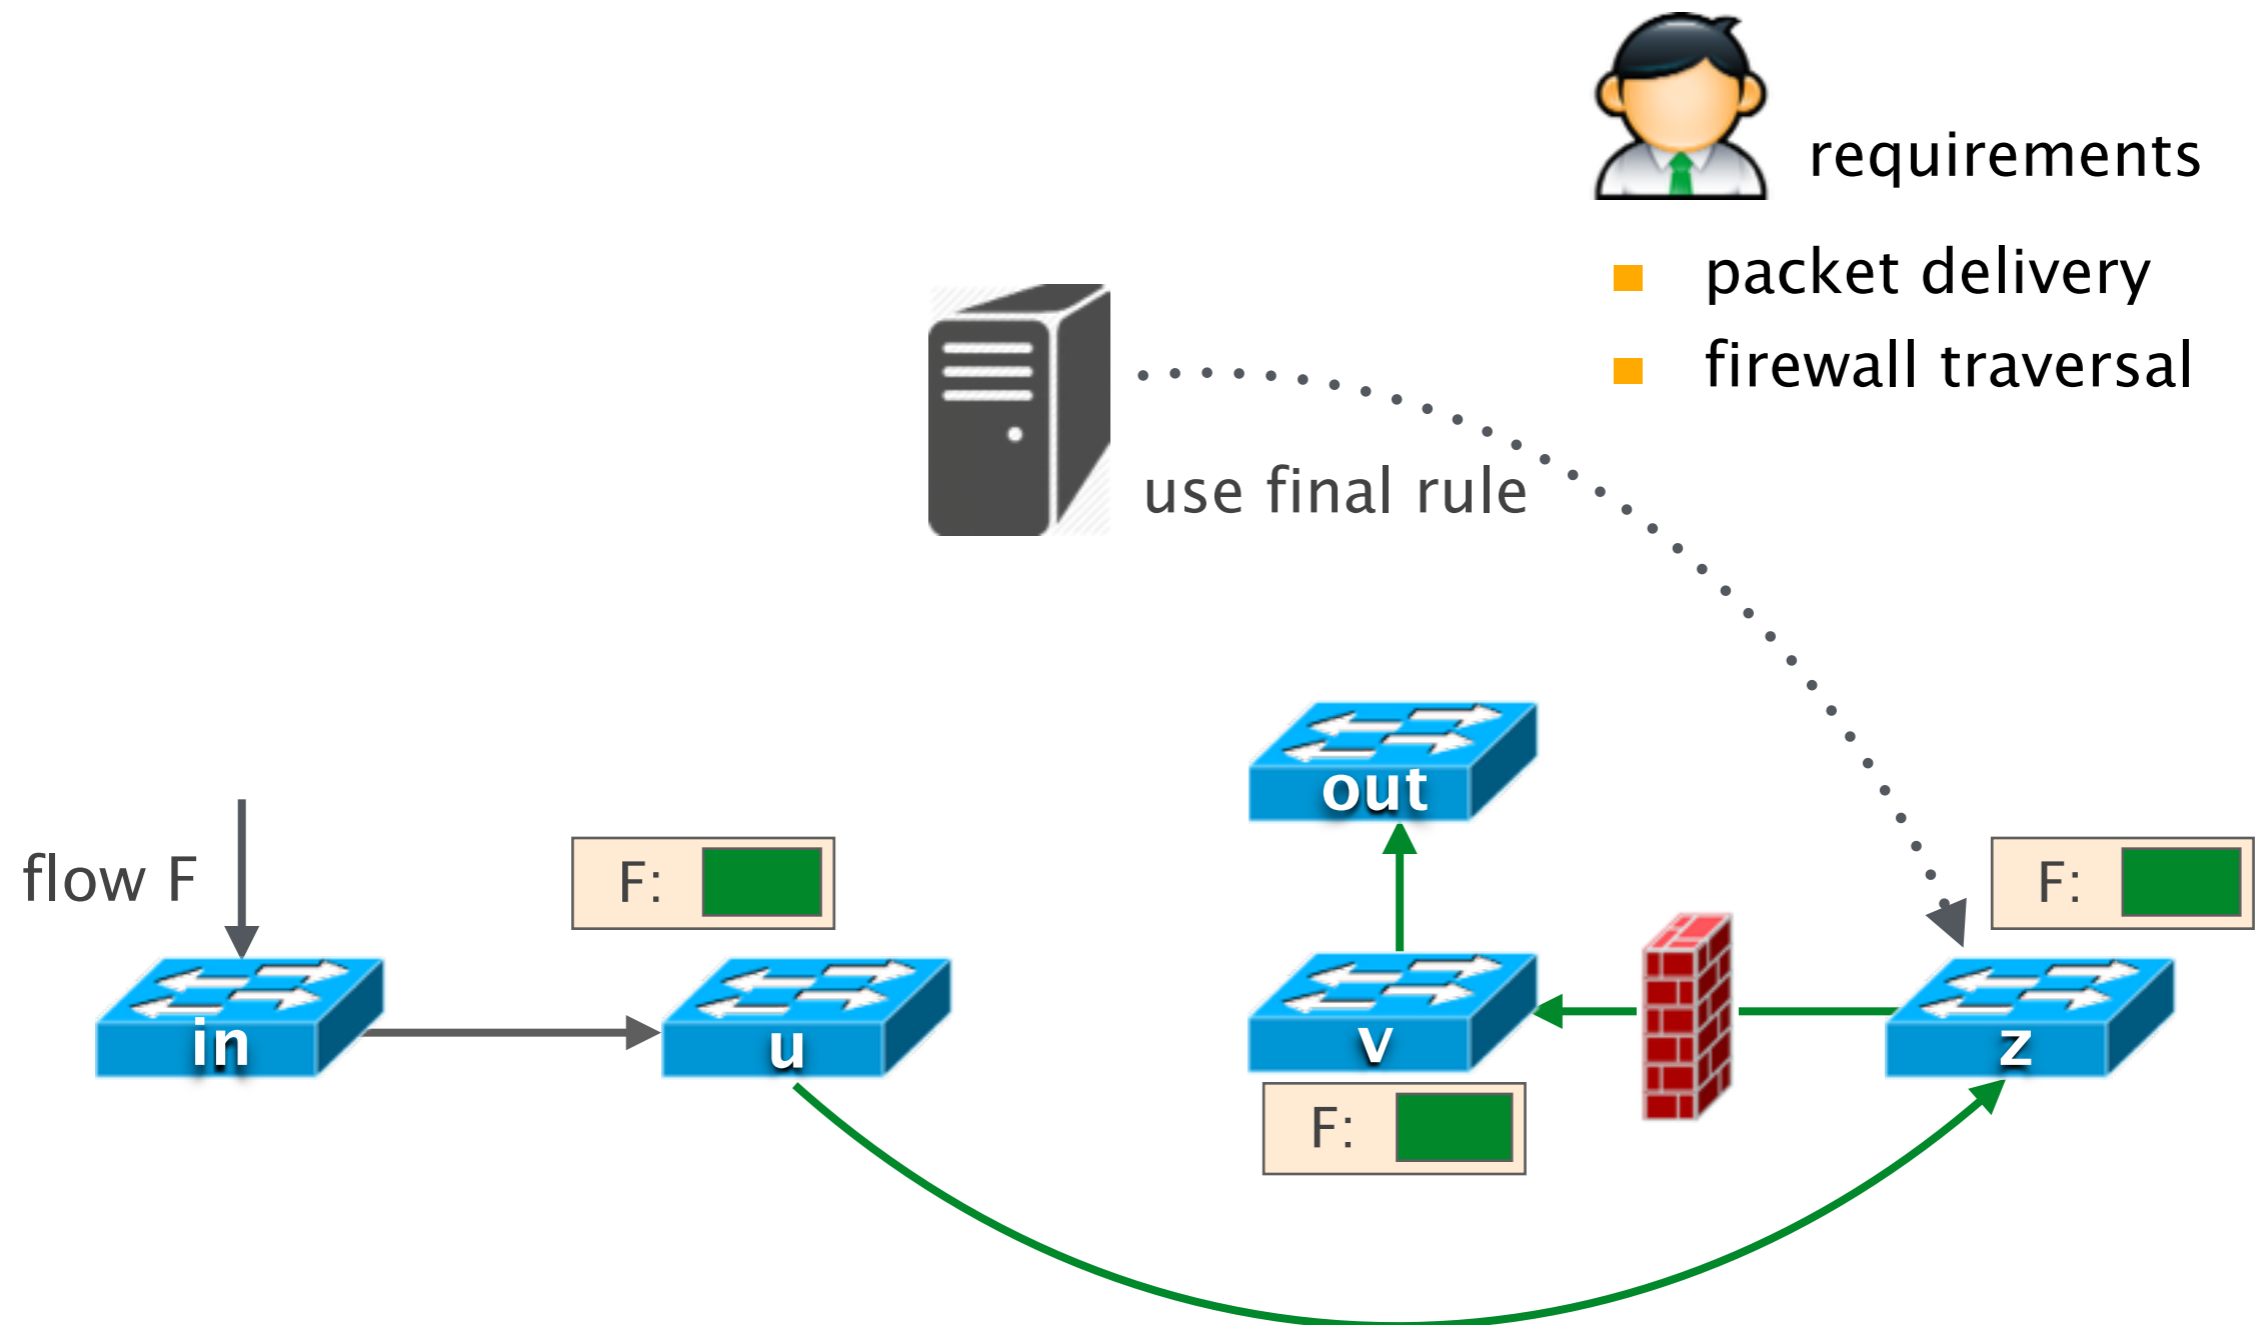 requirements
packet delivery
firewall traversal
use final rule
out
flow F
F:
F:
in
u
v
z
F: